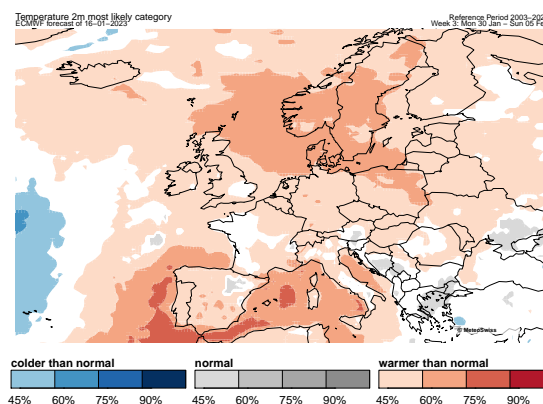 Temperature 2m most likely category
ECMWF forecast of 16-01-2023
Reference Period 2003-202
Week 3: Mon 30 Jan - Sun 05 Fe
© MeteoSwiss
colder than normal
normal
warmer than normal
45% 60% 75% 90%
45% 60% 75% 90%
45% 60% 75% 90%